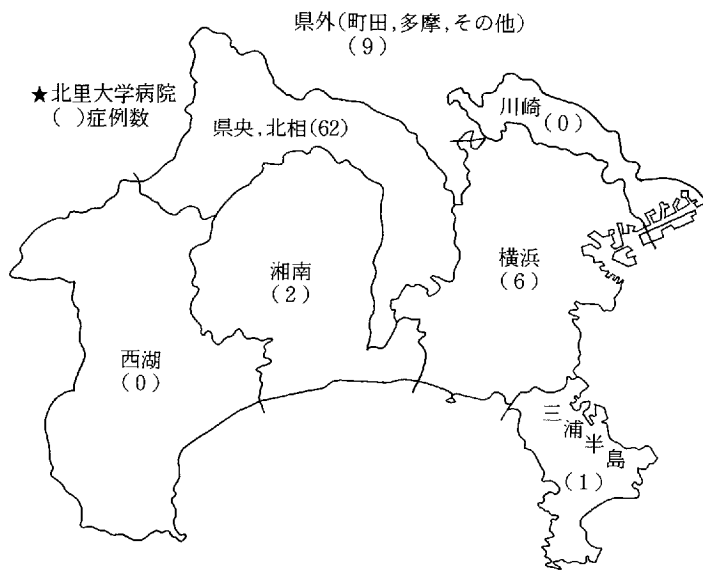 県外(町田,多摩,その他)
(9)
★北里大学病院
( )症例数
川崎
(0)
県央,北相(62)
横浜
(6)
湘南
(2)
西湖
(0)
三浦半島
(1)